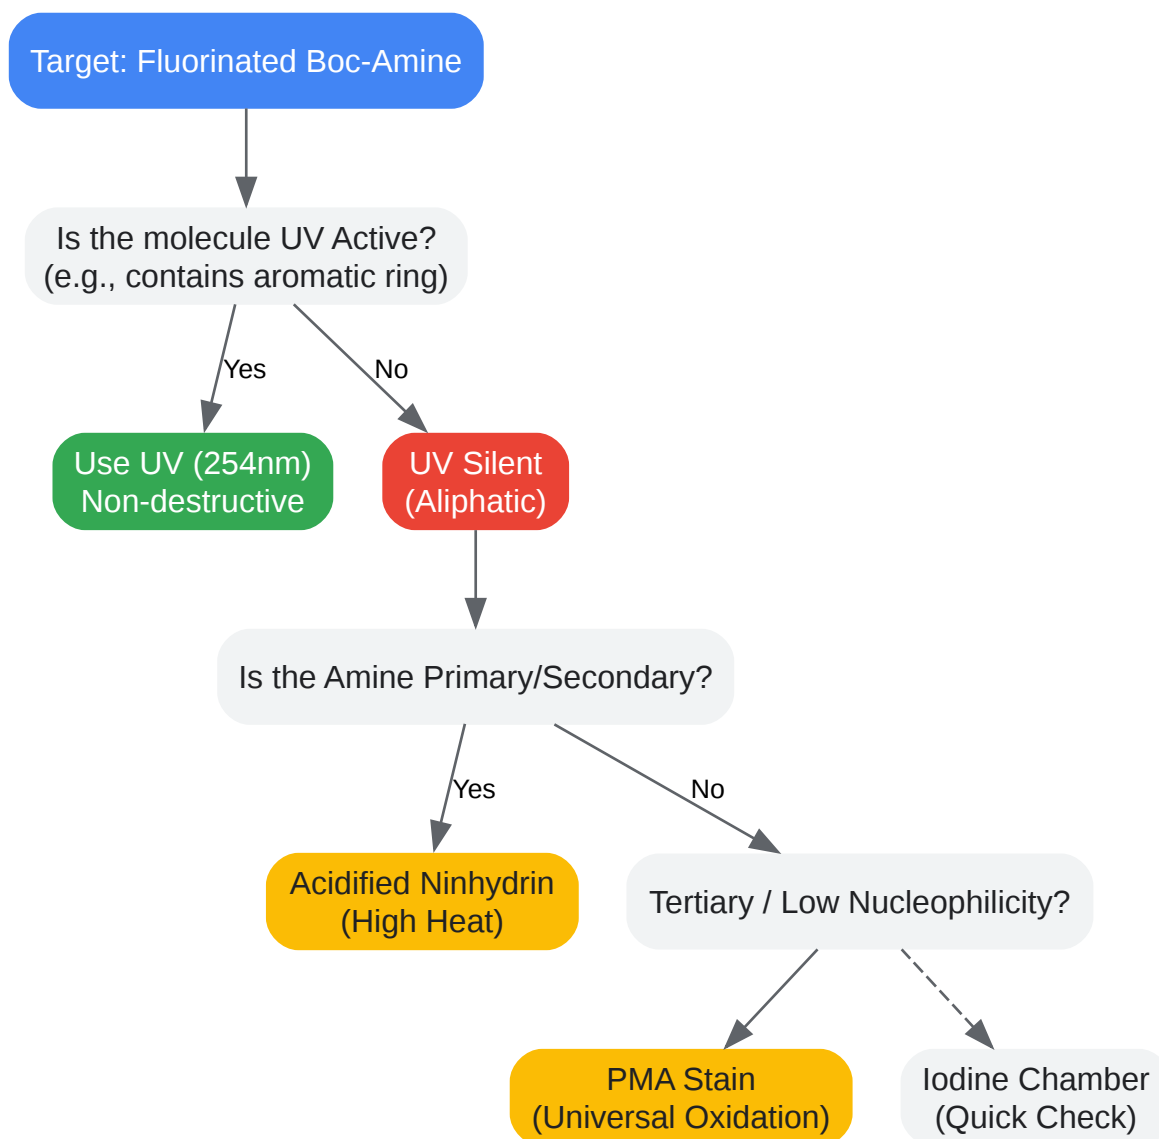 Target: Fluorinated Boc-Amine
Is the molecule UV Active?
(e.g., contains aromatic ring)
Yes
No
Use UV (254nm)
Non-destructive
UV Silent
(Aliphatic)
Is the Amine Primary/Secondary?
Yes
No
Acidified Ninhydrin
(High Heat)
Tertiary / Low Nucleophilicity?
PMA Stain
(Universal Oxidation)
Iodine Chamber
(Quick Check)